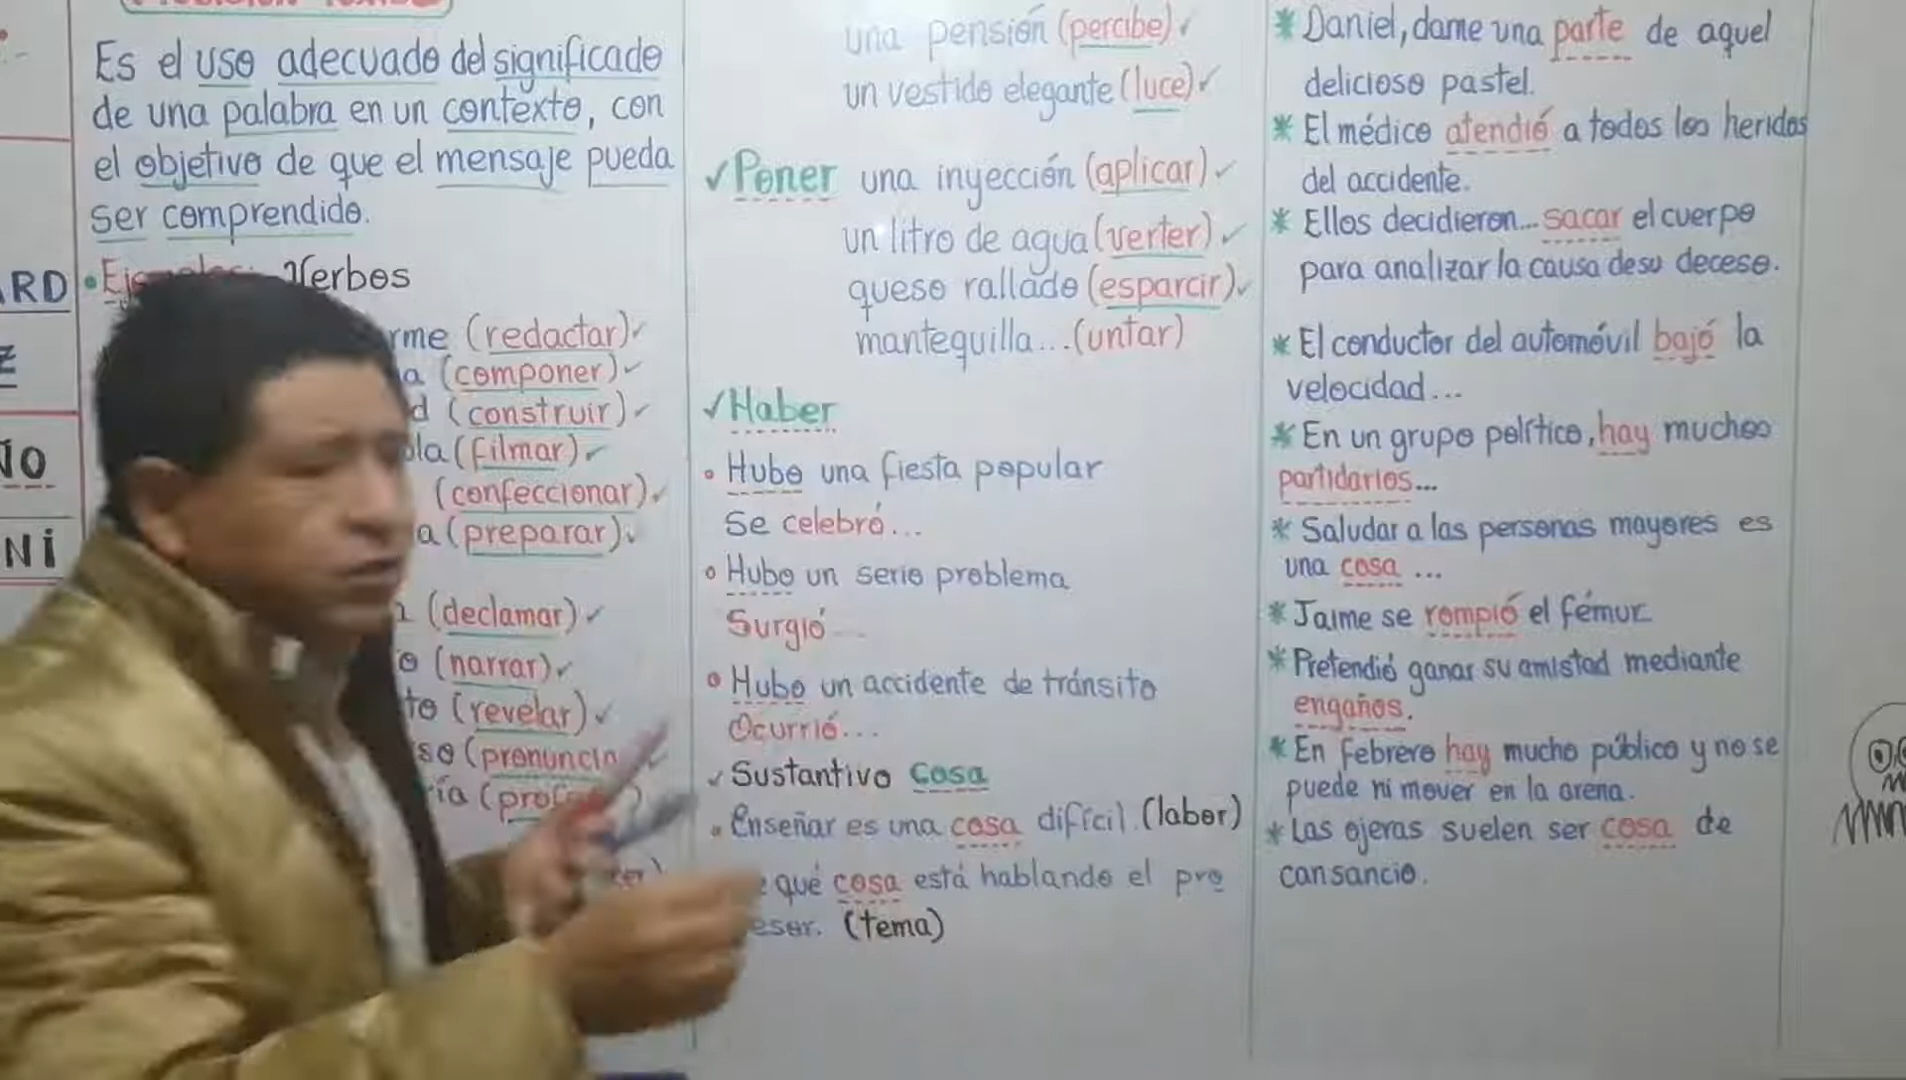 Es el uso adecuado del significado
de una palabra en un contexto, con
el objetivo de que el mensaje pueda
ser comprendido.
Verbos
ARD
Z
NI
rme (redactar)
a (componer)
d (construir)
ola (filmar)
(confeccionar)
a (preparar)
(declamar)
o (narrar)
to (revelar)
so
ía
una pensión (percibe)
un vestido elegante (luce)
Poner una inyección (aplicar)
un litro de agua (verter)
queso rallado (esparcir)
mantequilla...(untar)
Haber
Hubo una fiesta popular
Se celebró...
Hubo un serio problema
Surgió...
Hubo un accidente de tránsito
Ocurrió...
Sustantivo Cosa
Enseñar es una cosa difícil. (labor)
qué cosa está hablando el pro
esor. (tema)
* Daniel, dame una parte de aquel
delicioso pastel.
* El médico atendió a todos los heridos
del accidente.
* Ellos decidieron... sacar el cuerpo
para analizar la causa de su deceso.
* El conductor del automóvil bajó la
velocidad...
* En un grupo político, hay muchos
partidarios...
* Saludar a las personas mayores es
una cosa ...
* Jaime se rompió el fémur.
* Pretendió ganar su amistad mediante
engaños.
* En febrero hay mucho público y no se
puede ni mover en la arena.
* Las ojeras suelen ser cosa de
cansancio.